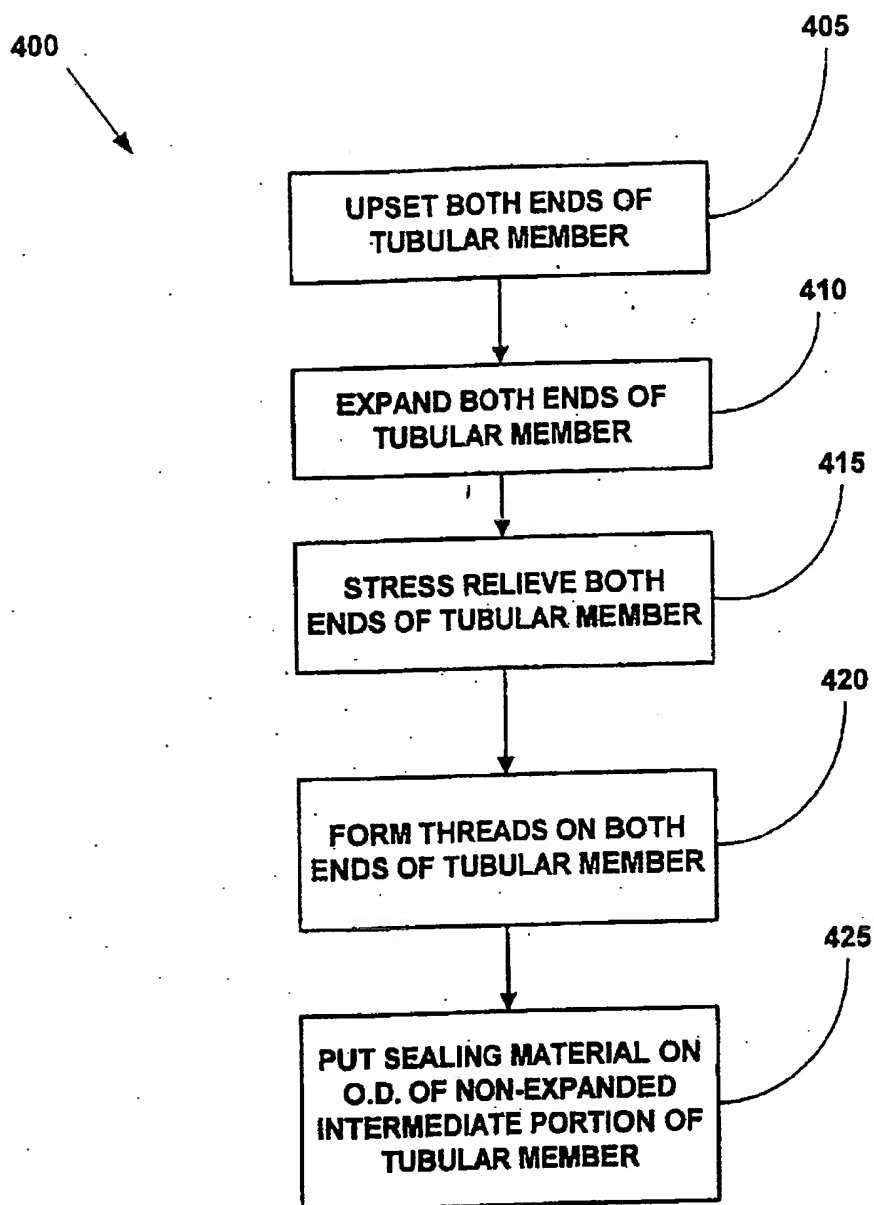 400
405
UPSET BOTH ENDS OF
TUBULAR MEMBER
410
EXPAND BOTH ENDS OF
TUBULAR MEMBER
415
STRESS RELIEVE BOTH
ENDS OF TUBULAR MEMBER
420
FORM THREADS ON BOTH
ENDS OF TUBULAR MEMBER
425
PUT SEALING MATERIAL ON
O.D. OF NON-EXPANDED
INTERMEDIATE PORTION OF
TUBULAR MEMBER